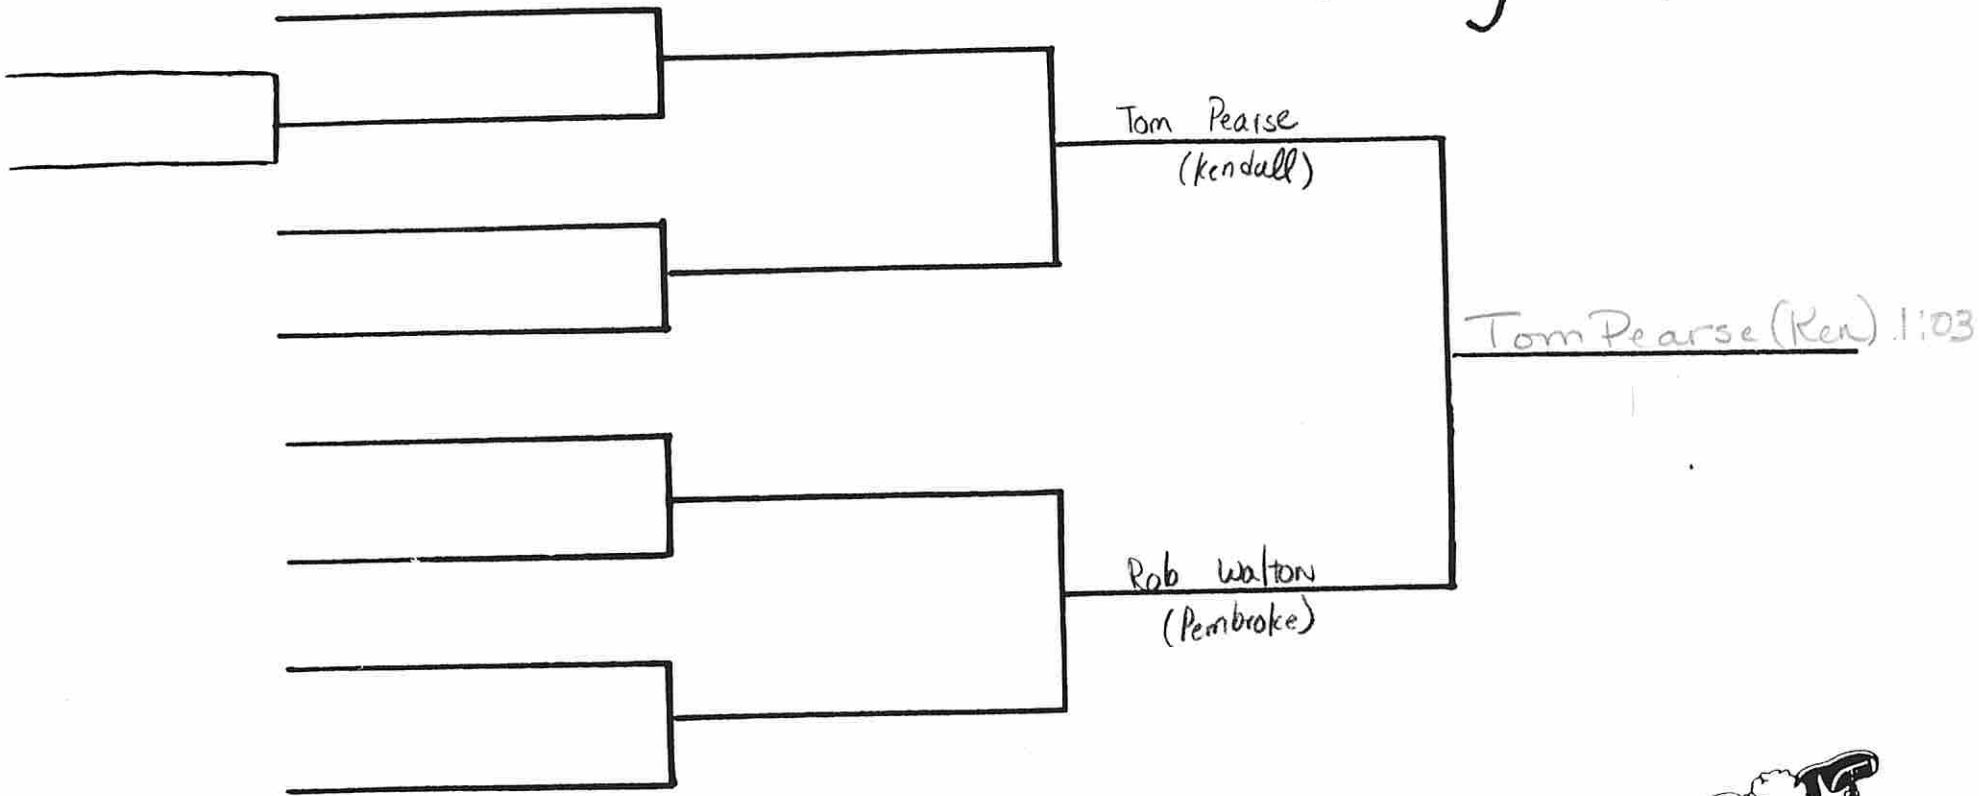 Tom Pearse
(Kendall)
Tom Pearse (Ken) 1:03
Rob Walton
(Pembroke)